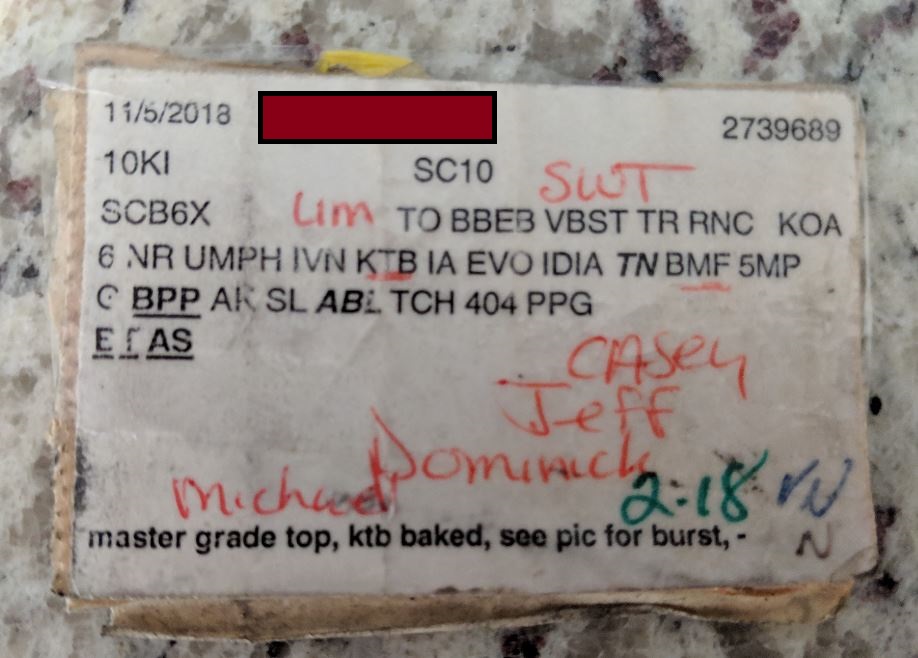 11/5/2018 2739689
10KI SC10 SWT
SCB6X Lim TO BBEB VBST TR RNC KOA
6 NR UMPH IVN KTB IA EVO IDIA TN BMF 5MP
BPP SL ABL TCH 404 PPG
AS
CASEY
Jeff
Dominick
Michael 2-18 VN
master grade top, ktb baked, see pic for burst, - N